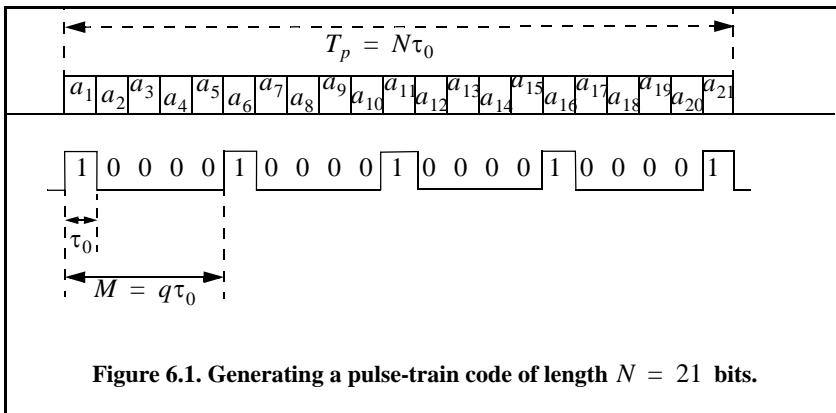 T_p = Nτ_0
a_1 a_2 a_3 a_4 a_5 a_6 a_7 a_8 a_9 a_10 a_11 a_12 a_13 a_14 a_15 a_16 a_17 a_18 a_19 a_20 a_21
1 0 0 0 0 1 0 0 0 0 1 0 0 0 0 1 0 0 0 0 1
τ_0
M = qτ_0
Figure 6.1. Generating a pulse-train code of length N = 21 bits.